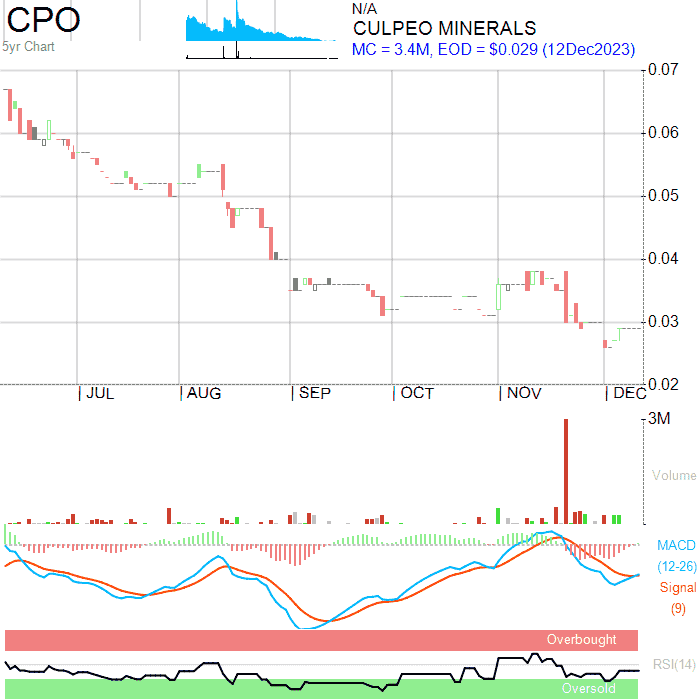 CPO
5yr Chart
N/A
CULPEO MINERALS
MC = 3.4M, EOD = $0.029 (12Dec2023)
0.07
0.06
0.05
0.04
0.03
0.02
JUL AUG SEP OCT NOV DEC
3M
Volume
MACD
(12-26)
Signal
(9)
Overbought
RSI(14)
Oversold